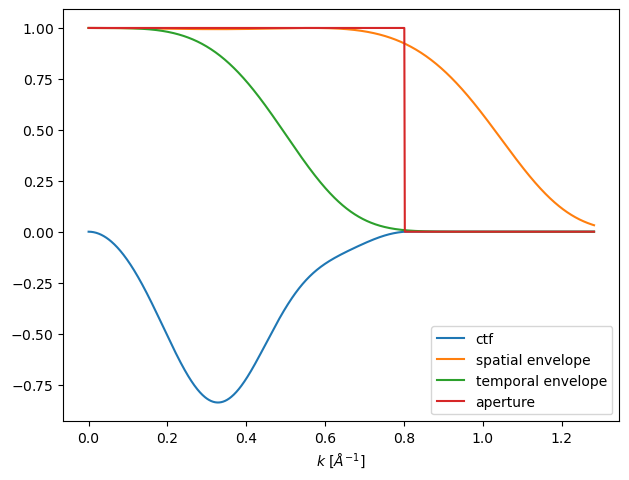 1.00
0.75
0.50
0.25
0.00
−0.25
−0.50
−0.75
0.0 0.2 0.4 0.6 0.8 1.0 1.2
k [Å⁻¹]
ctf
spatial envelope
temporal envelope
aperture